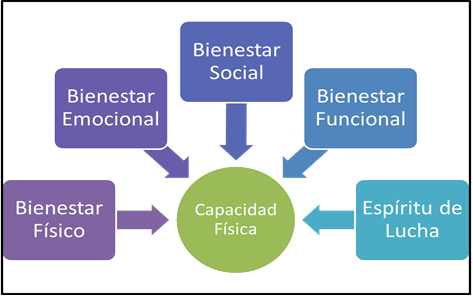 Bienestar
Social
Bienestar
Emocional
Bienestar
Funcional
Bienestar
Físico
Capacidad
Física
Espíritu de
Lucha